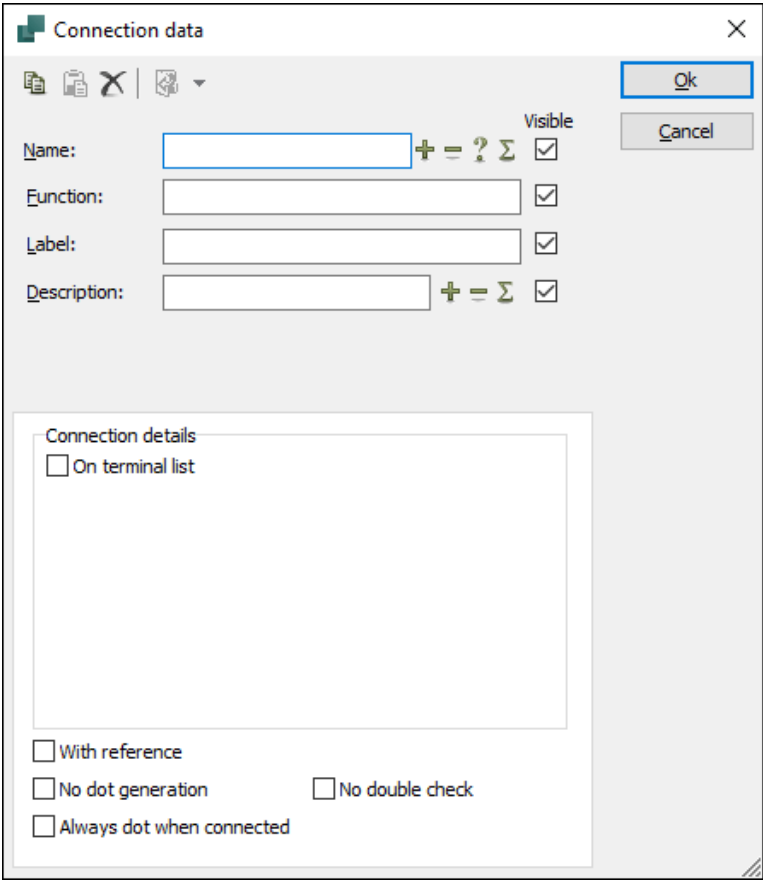 Connection data
Ok
Visible
Cancel
Name:
Function:
Label:
Description:
Connection details
On terminal list
With reference
No dot generation
No double check
Always dot when connected